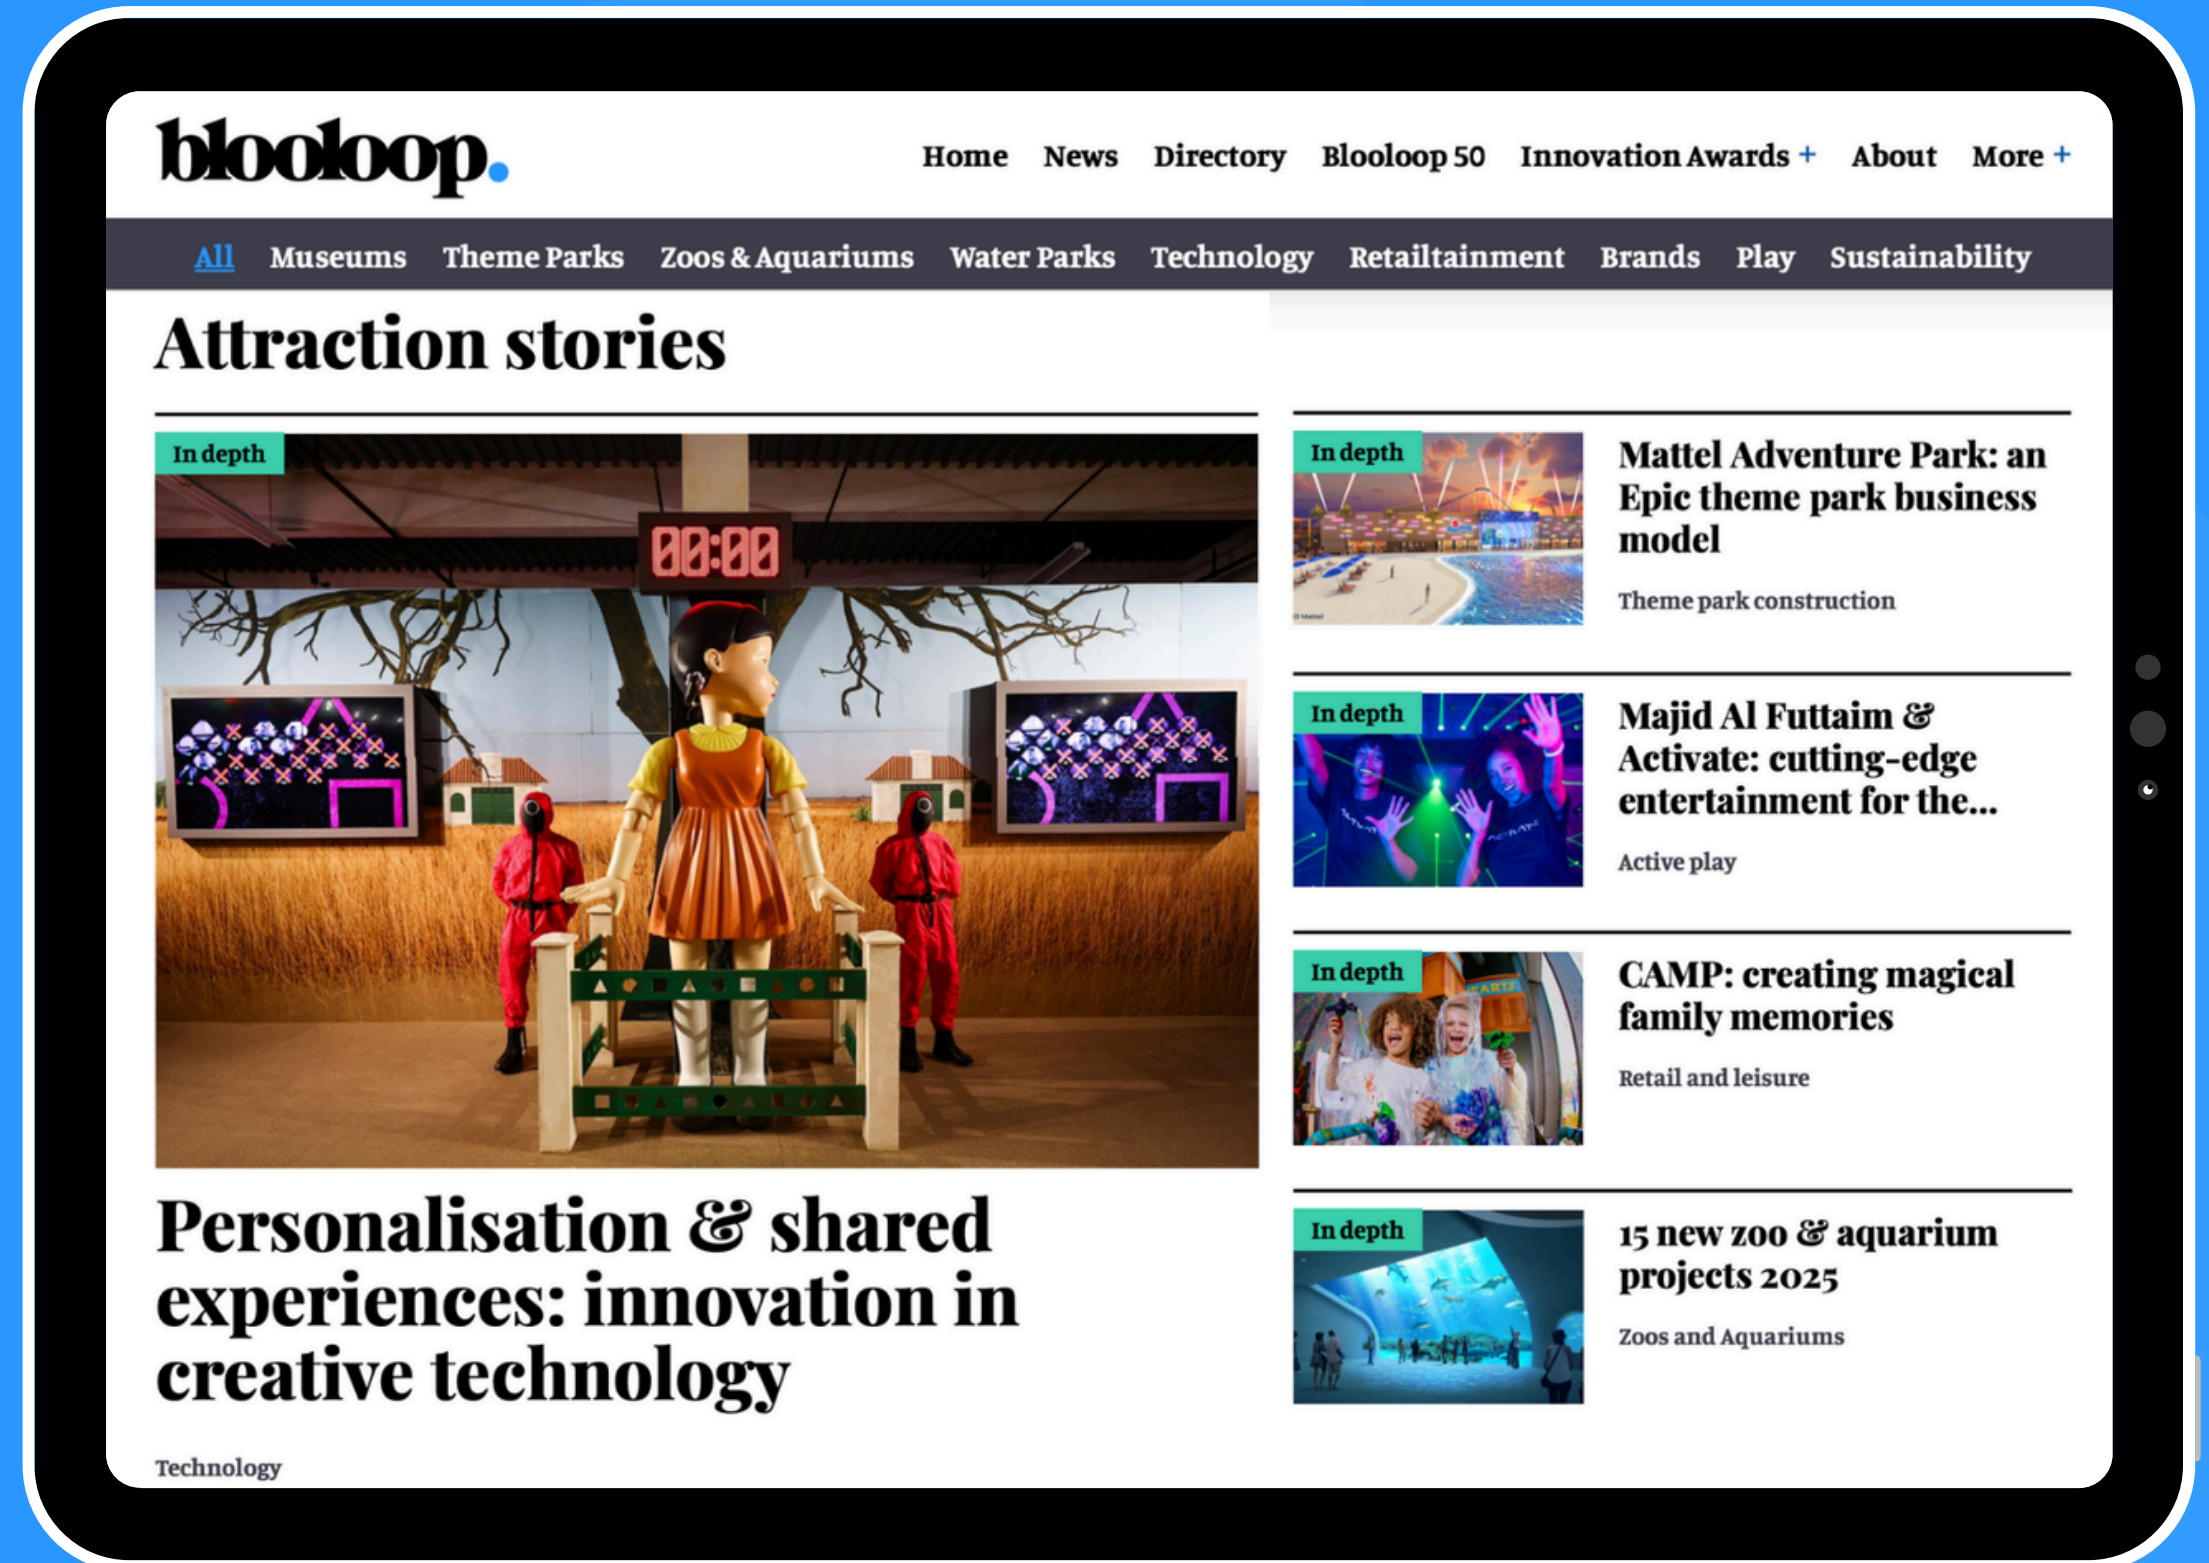 blooloop.
Home News Directory Blooloop 50 Innovation Awards + About More +
All Museums Theme Parks Zoos & Aquariums Water Parks Technology Retailtainment Brands Play Sustainability
Attraction stories
In depth
00:00
Personalisation & shared
experiences: innovation in
creative technology
Technology
In depth
Mattel Adventure Park: an
Epic theme park business
model
Theme park construction
In depth
Majid Al Futtaim &
Activate: cutting-edge
entertainment for the...
Active play
In depth
CAMP: creating magical
family memories
Retail and leisure
In depth
15 new zoo & aquarium
projects 2025
Zoos and Aquariums